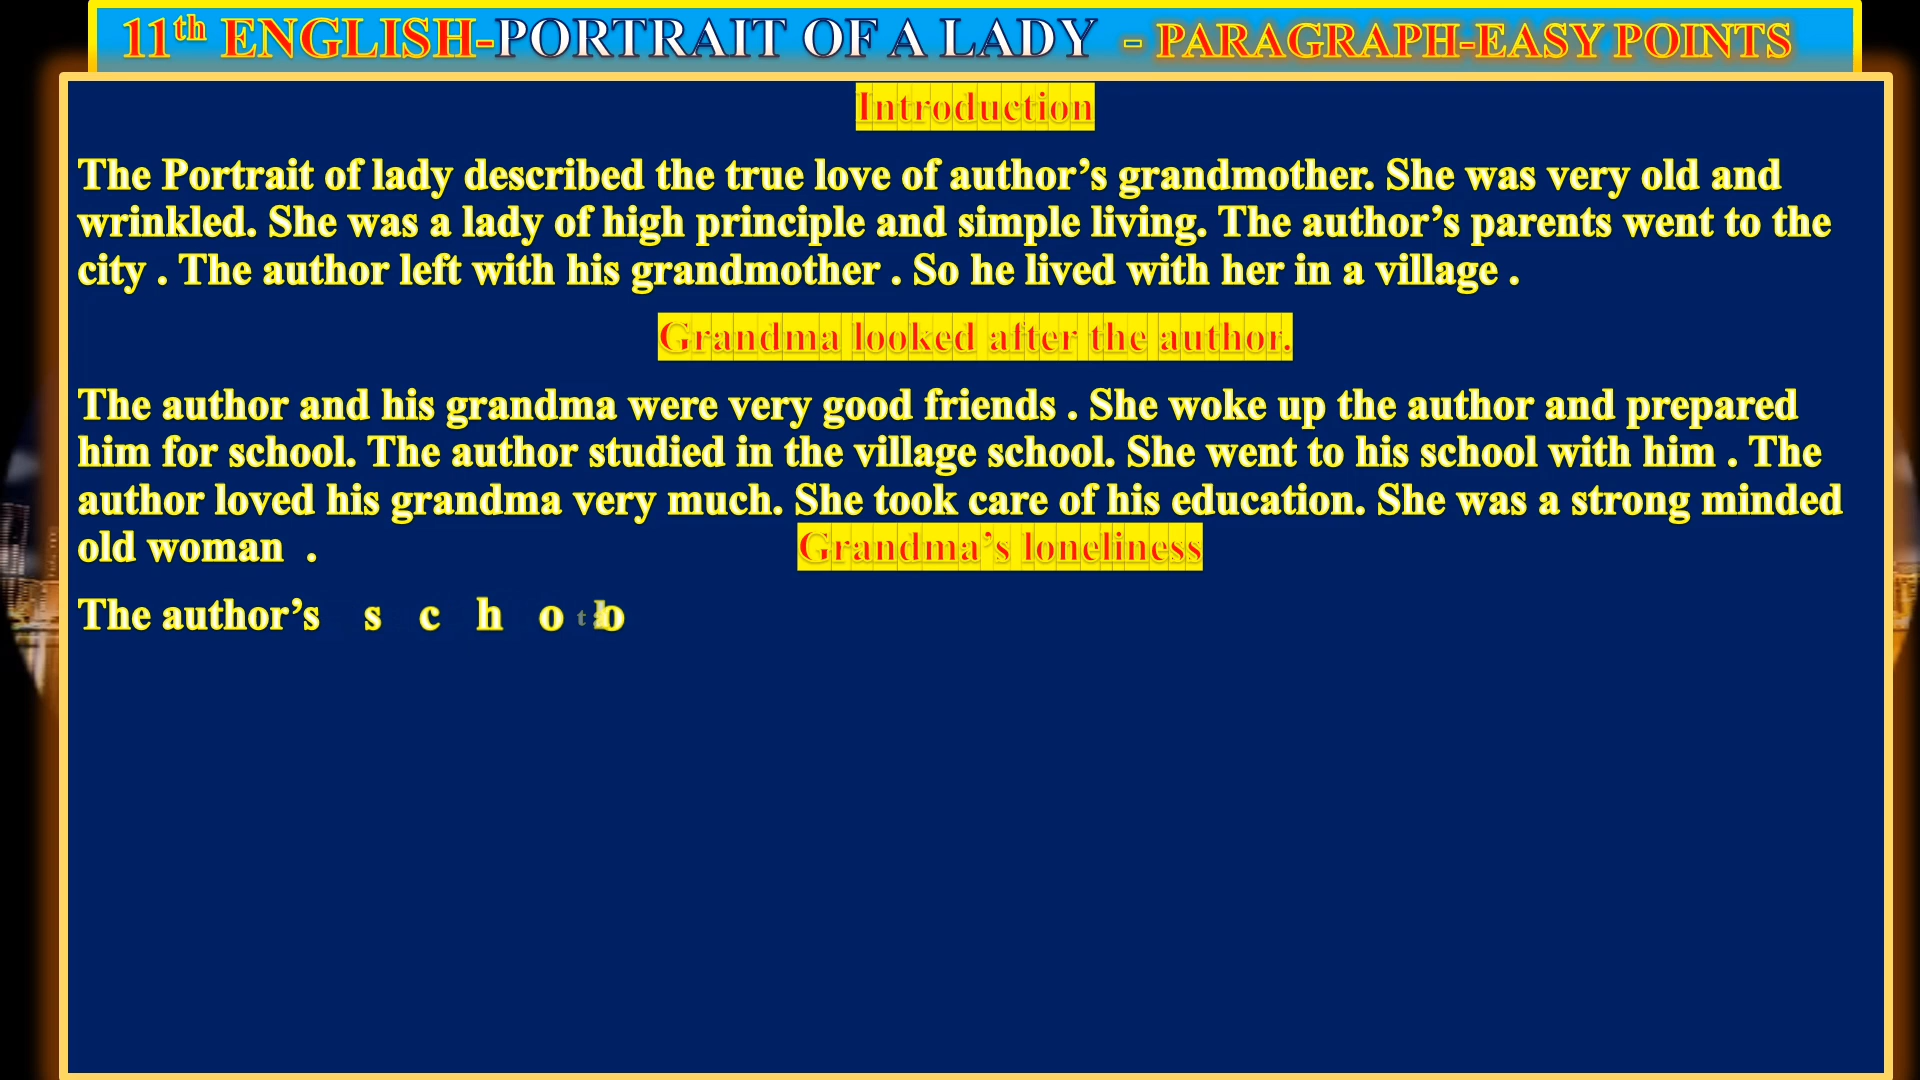 11th ENGLISH-PORTRAIT OF A LADY - PARAGRAPH-EASY POINTS
Introduction
The Portrait of lady described the true love of author’s grandmother. She was very old and
wrinkled. She was a lady of high principle and simple living. The author’s parents went to the
city . The author left with his grandmother . So he lived with her in a village .
Grandma looked after the author.
The author and his grandma were very good friends . She woke up the author and prepared
him for school. The author studied in the village school. She went to his school with him . The
author loved his grandma very much. She took care of his education. She was a strong minded
old woman .
Grandma’s loneliness
The author’s s c h o